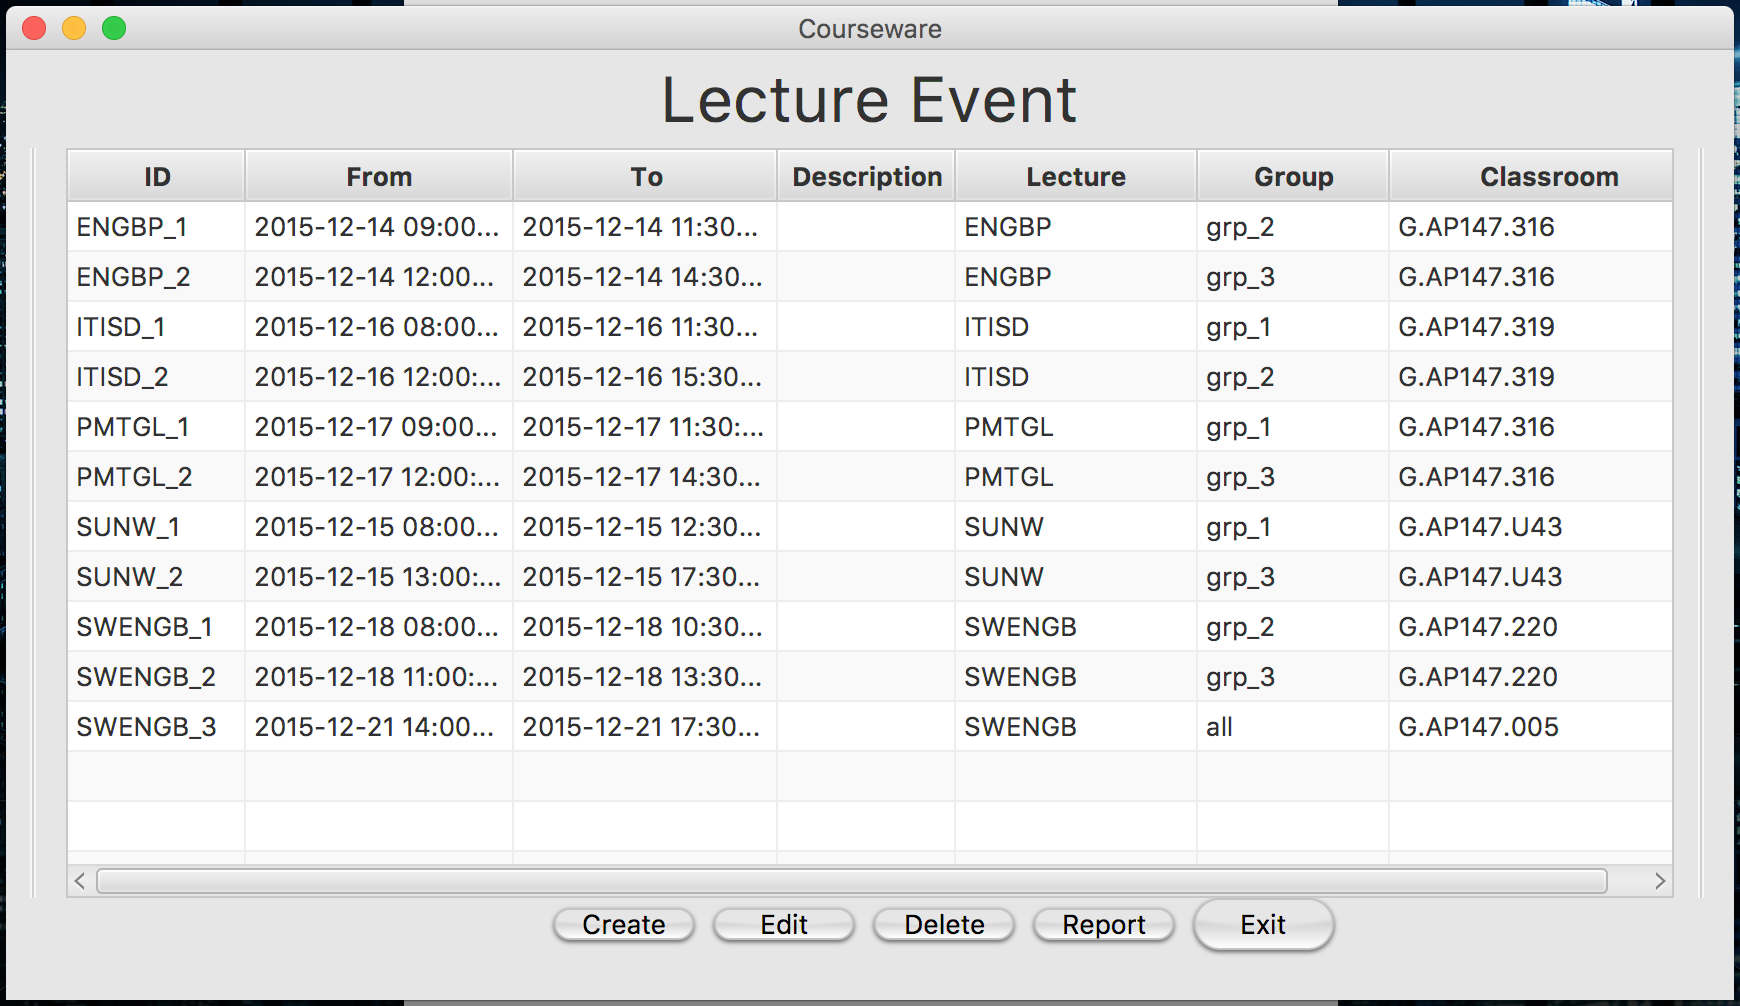 Courseware
Lecture Event
ID From To Description Lecture Group Classroom
ENGBP_1 2015-12-14 09:00... 2015-12-14 11:30... ENGBP grp_2 G.AP147.316
ENGBP_2 2015-12-14 12:00... 2015-12-14 14:30... ENGBP grp_3 G.AP147.316
ITISD_1 2015-12-16 08:00... 2015-12-16 11:30... ITISD grp_1 G.AP147.319
ITISD_2 2015-12-16 12:00:... 2015-12-16 15:30... ITISD grp_2 G.AP147.319
PMTGL_1 2015-12-17 09:00... 2015-12-17 11:30:... PMTGL grp_1 G.AP147.316
PMTGL_2 2015-12-17 12:00:... 2015-12-17 14:30... PMTGL grp_3 G.AP147.316
SUNW_1 2015-12-15 08:00... 2015-12-15 12:30... SUNW grp_1 G.AP147.U43
SUNW_2 2015-12-15 13:00:... 2015-12-15 17:30... SUNW grp_3 G.AP147.U43
SWENGB_1 2015-12-18 08:00... 2015-12-18 10:30... SWENGB grp_2 G.AP147.220
SWENGB_2 2015-12-18 11:00:... 2015-12-18 13:30... SWENGB grp_3 G.AP147.220
SWENGB_3 2015-12-21 14:00... 2015-12-21 17:30... SWENGB all G.AP147.005
Create Edit Delete Report Exit